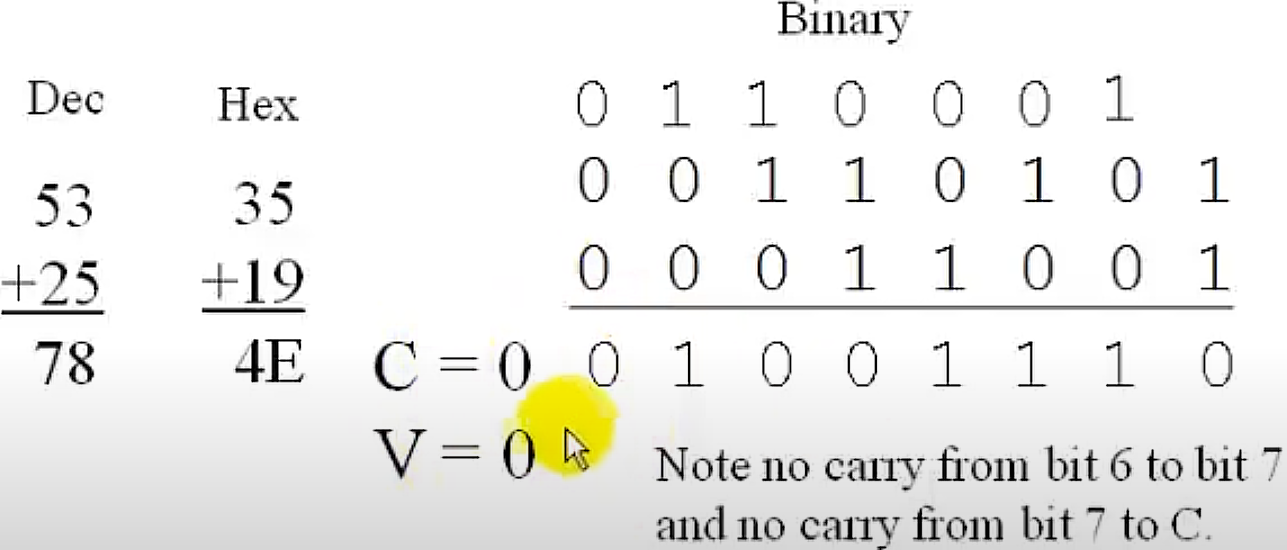 Binary
Dec Hex 0 1 1 0 0 0 1
53 35 0 0 1 1 0 1 0 1
+25 +19 0 0 0 1 1 0 0 1
78 4E C = 0 0 1 0 0 1 1 1 0
V = 0
Note no carry from bit 6 to bit 7
and no carry from bit 7 to C.